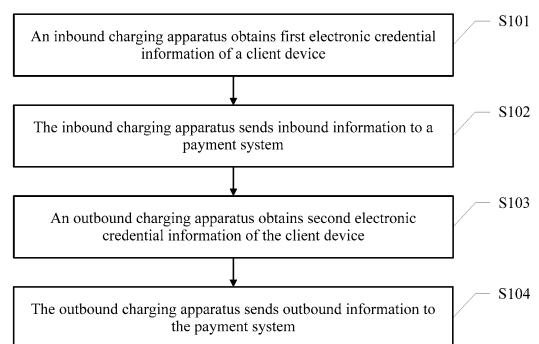 An inbound charging apparatus obtains first electronic credential
information of a client device
S101
The inbound charging apparatus sends inbound information to a
payment system
S102
An outbound charging apparatus obtains second electronic
credential information of the client device
S103
The outbound charging apparatus sends outbound information to
the payment system
S104